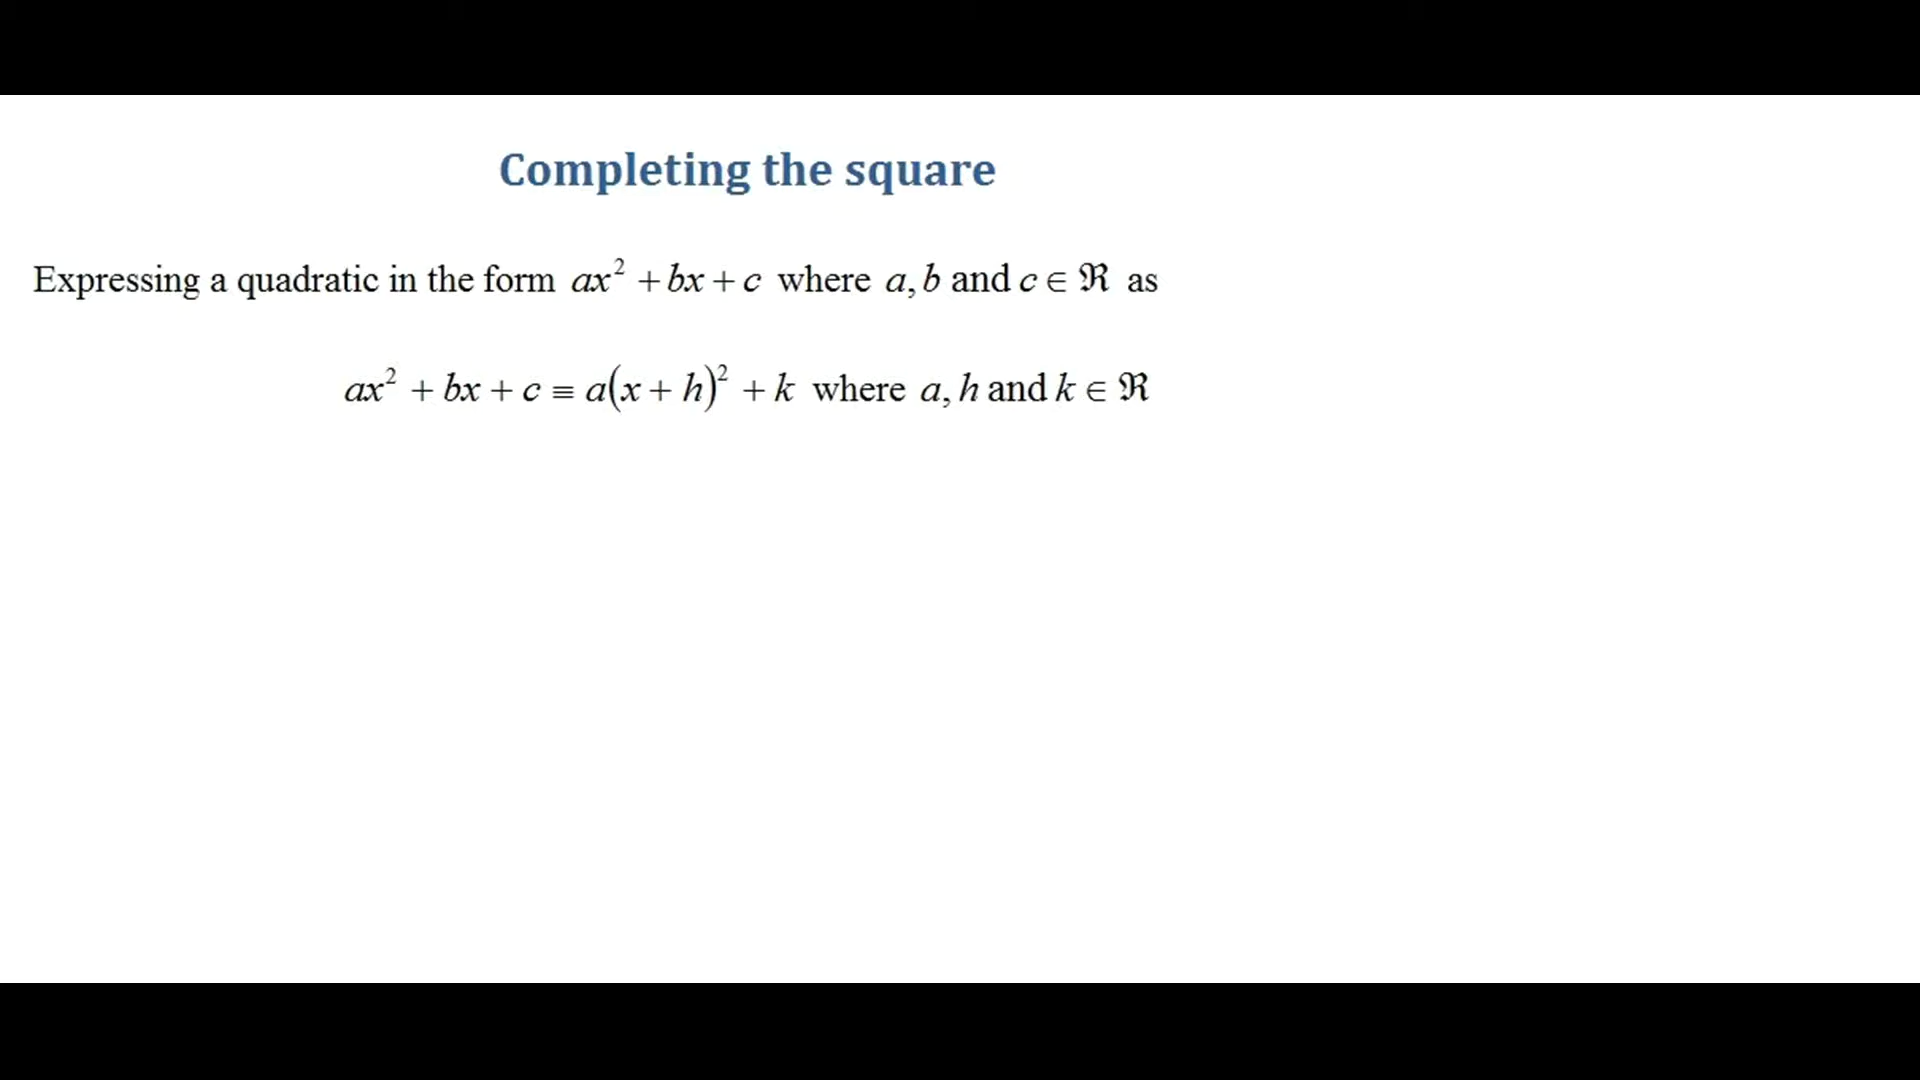 Completing the square
Expressing a quadratic in the form ax² + bx + c where a, b and c ∈ ℜ as
ax² + bx + c ≡ a(x + h)² + k where a, h and k ∈ ℜ